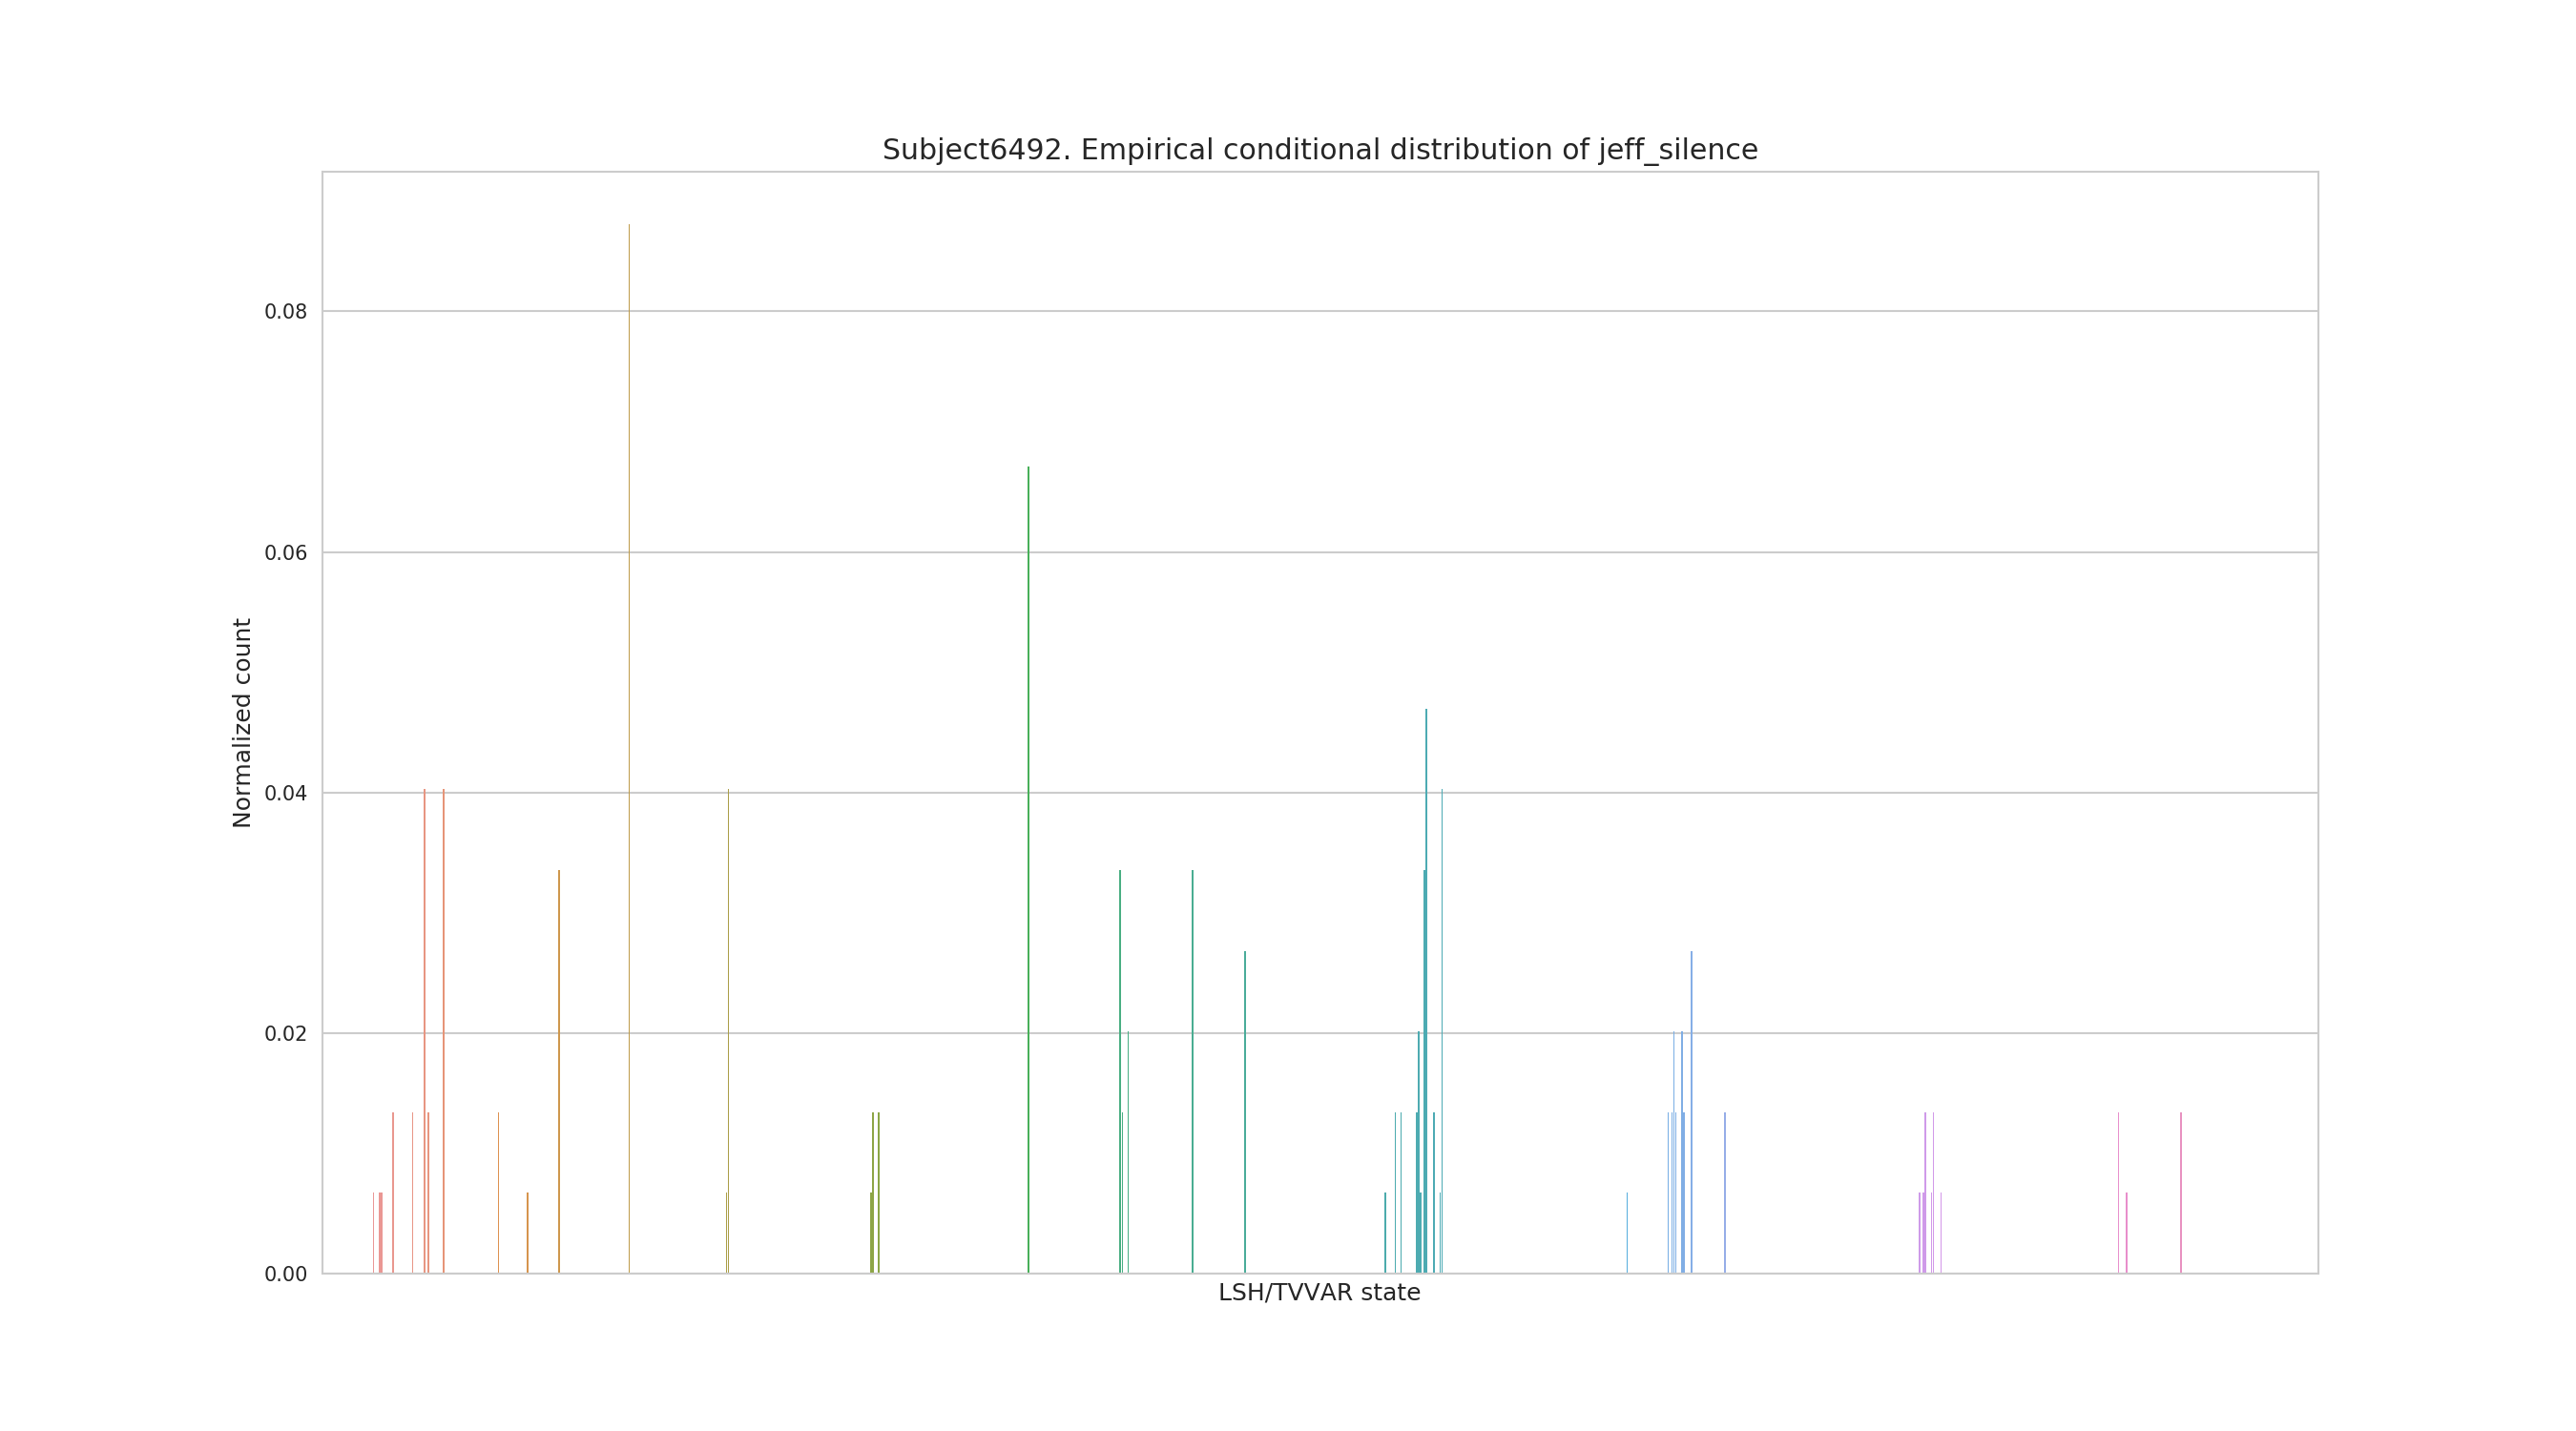 Subject6492. Empirical conditional distribution of jeff_silence
Normalized count
0.08
0.06
0.04
0.02
0.00
LSH/TVVAR state